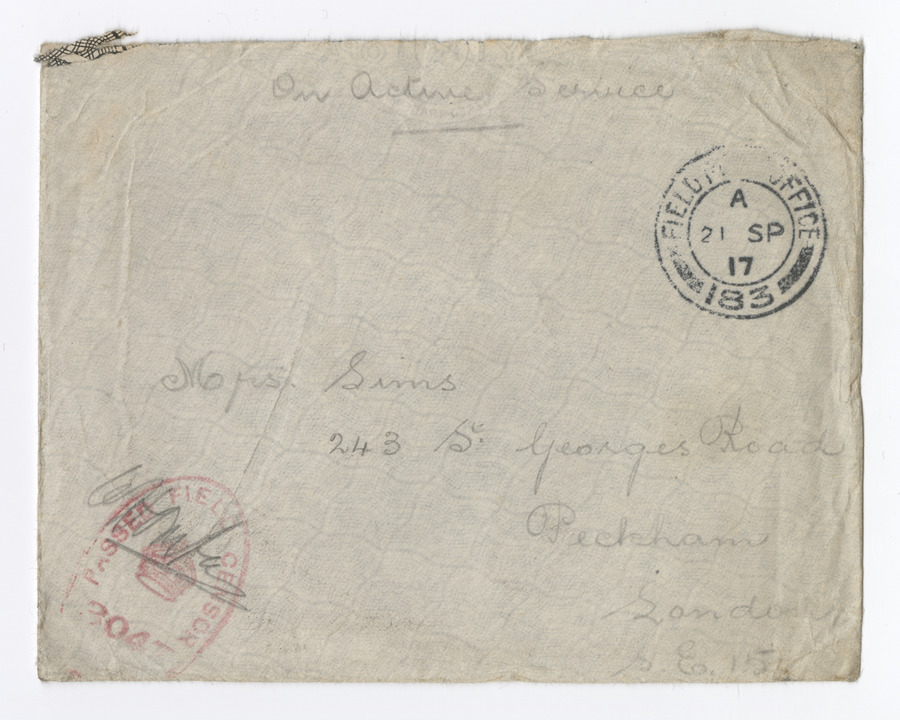 On Active Service
FIELD OFFICE
A
21 SP
17
183
Mrs. Sims
243 St. Georges Road
Peckham
London
S.E. 15.
PASSED FIELD CENSOR